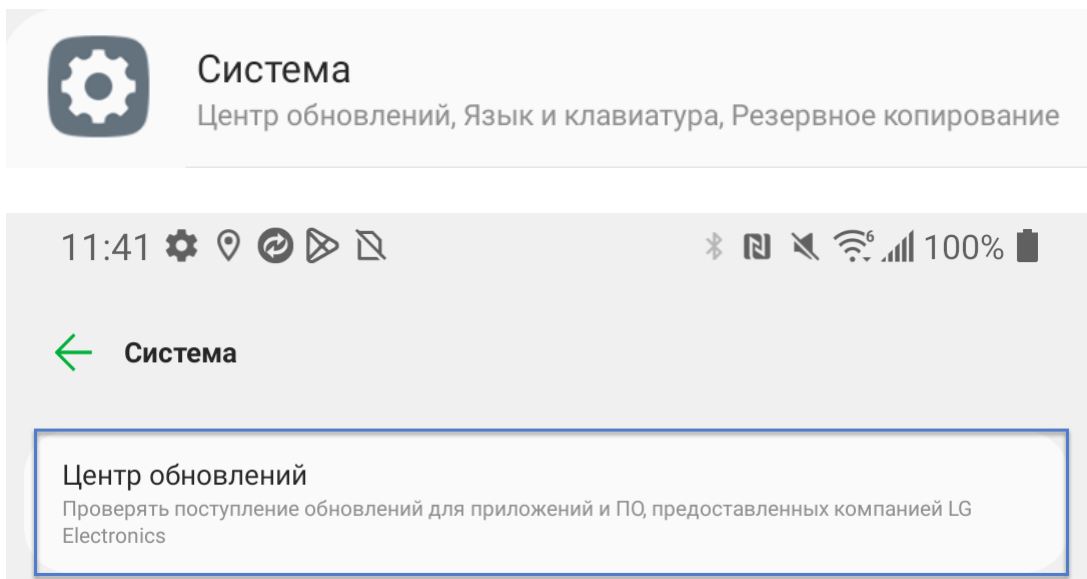 Система
Центр обновлений, Язык и клавиатура, Резервное копирование
11:41 6 100%
Система
Центр обновлений
Проверять поступление обновлений для приложений и ПО, предоставленных компанией LG
Electronics